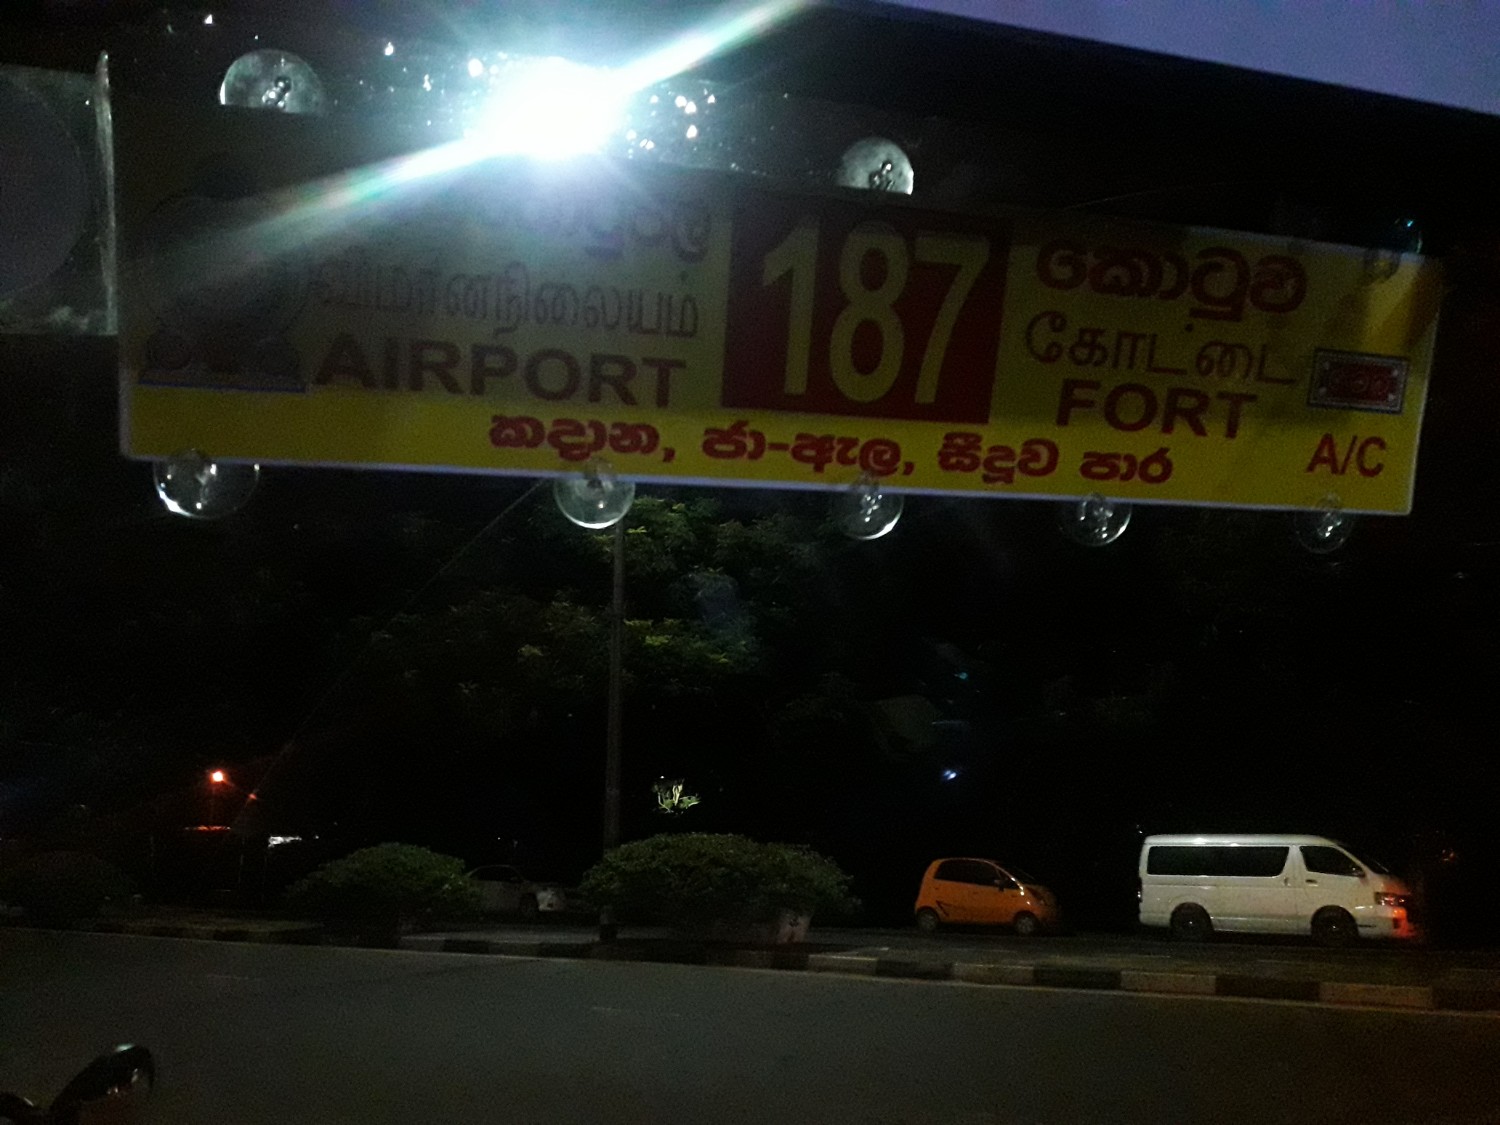 விமானநிலையம்
AIRPORT
187
කොටුව
கோட்டை
FORT
කදාන, ජා-ඇල, සීදූව පාර
A/C